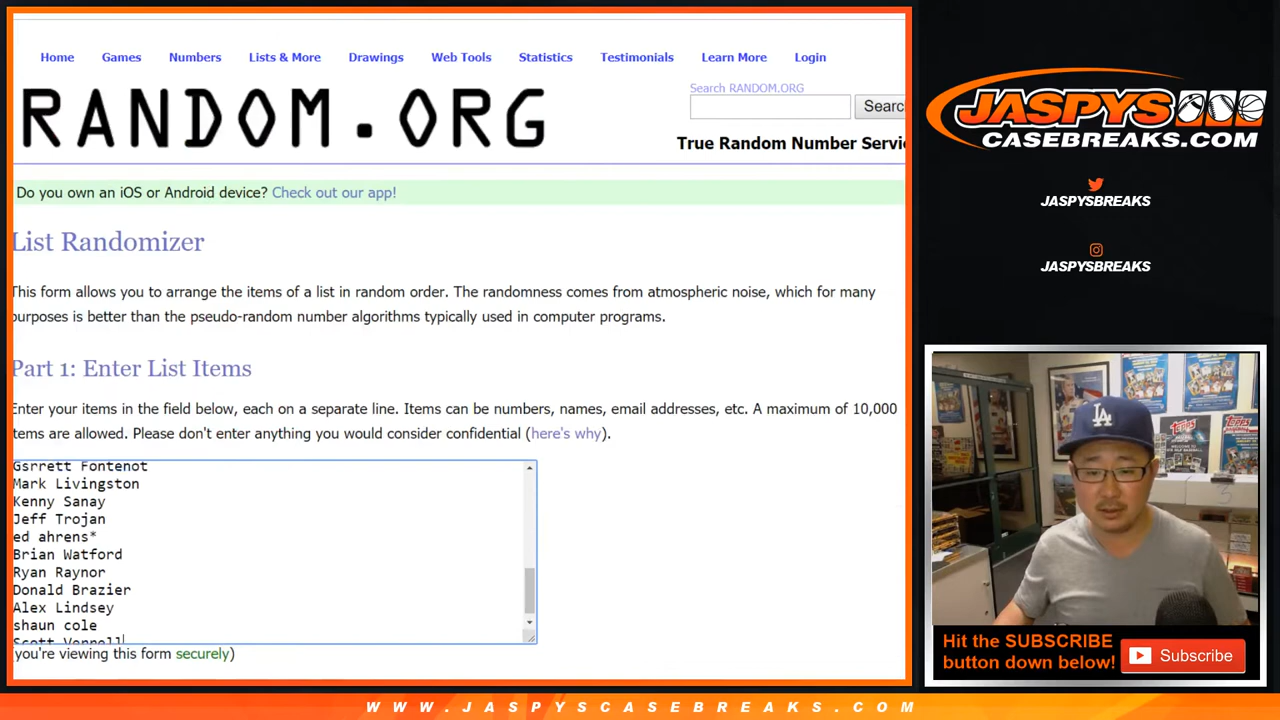 Home Games Numbers Lists & More Drawings Web Tools Statistics Testimonials Learn More Login
Search RANDOM.ORG
RANDOM.ORG
Searc
True Random Number Servi
Do you own an iOS or Android device? Check out our app!
List Randomizer
This form allows you to arrange the items of a list in random order. The randomness comes from atmospheric noise, which for many
purposes is better than the pseudo-random number algorithms typically used in computer programs.
Part 1: Enter List Items
Enter your items in the field below, each on a separate line. Items can be numbers, names, email addresses, etc. A maximum of 10,000
items are allowed. Please don't enter anything you would consider confidential (here's why).
Gsrrett Fontenot
Mark Livingston
Kenny Sanay
Jeff Trojan
ed ahrens*
Brian Watford
Ryan Raynor
Donald Brazier
Alex Lindsey
shaun cole
Scott
(you're viewing this form securely)
JASPYS
CASEBREAKS.COM
JASPYSBREAKS
JASPYSBREAKS
LA
Topps
Hit the SUBSCRIBE
button down below!
Subscribe
WWW.JASPYSCASEBREAKS.COM